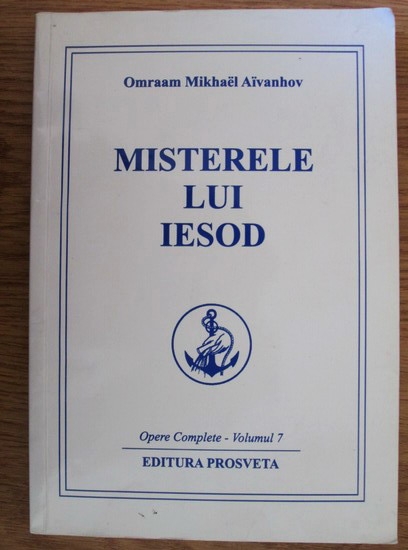 Omraam Mikhaël Aïvanhov
MISTERELE
LUI
IESOD
Opere Complete - Volumul 7
EDITURA PROSVETA